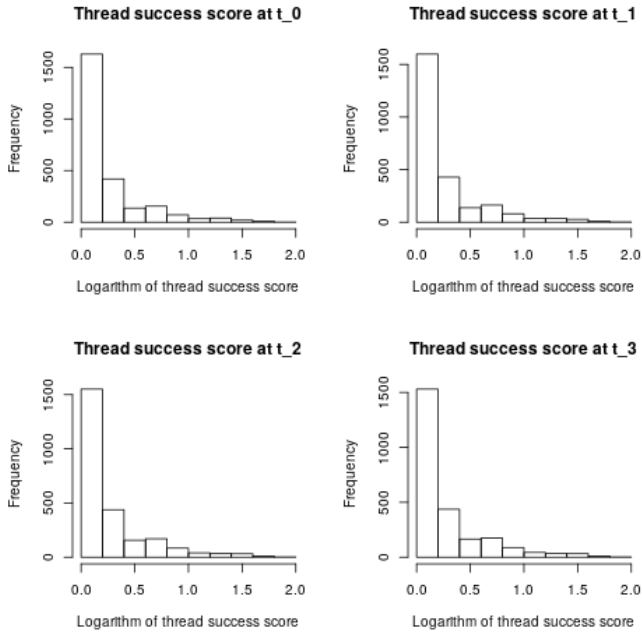 Thread success score at t_0
1500
1000
500
0
Frequency
0.0 0.5 1.0 1.5 2.0
Logarithm of thread success score
Thread success score at t_1
1500
1000
500
0
Frequency
0.0 0.5 1.0 1.5 2.0
Logarithm of thread success score
Thread success score at t_2
1500
1000
500
0
Frequency
0.0 0.5 1.0 1.5 2.0
Logarithm of thread success score
Thread success score at t_3
1500
1000
500
0
Frequency
0.0 0.5 1.0 1.5 2.0
Logarithm of thread success score